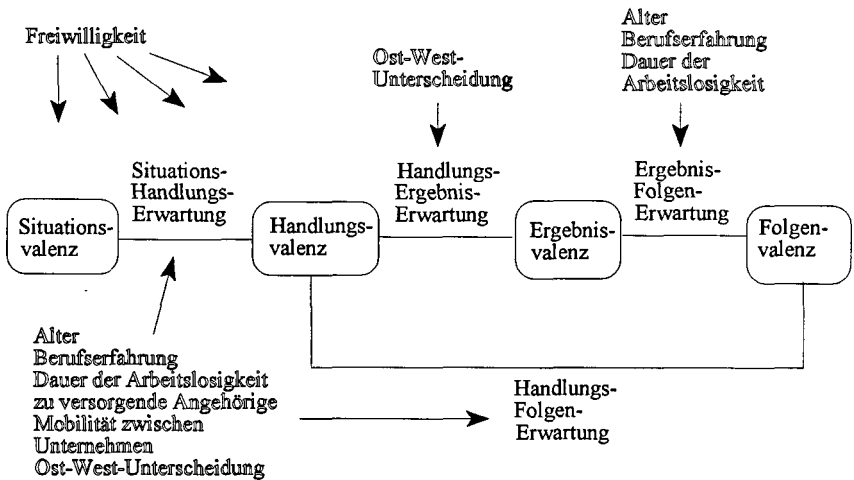 Freiwilligkeit
Ost-West-
Unterscheidung
Alter
Berufserfahrung
Dauer der
Arbeitslosigkeit
Situations-
Handlungs-
Erwartung
Handlungs-
Ergebnis-
Erwartung
Ergebnis-
Folgen-
Erwartung
Situations-
valenz
Handlungs-
valenz
Ergebnis-
valenz
Folgen-
valenz
Alter
Berufserfahrung
Dauer der Arbeitslosigkeit
zu versorgende Angehörige
Mobilität zwischen
Unternehmen
Ost-West-Unterscheidung
Handlungs-
Folgen-
Erwartung